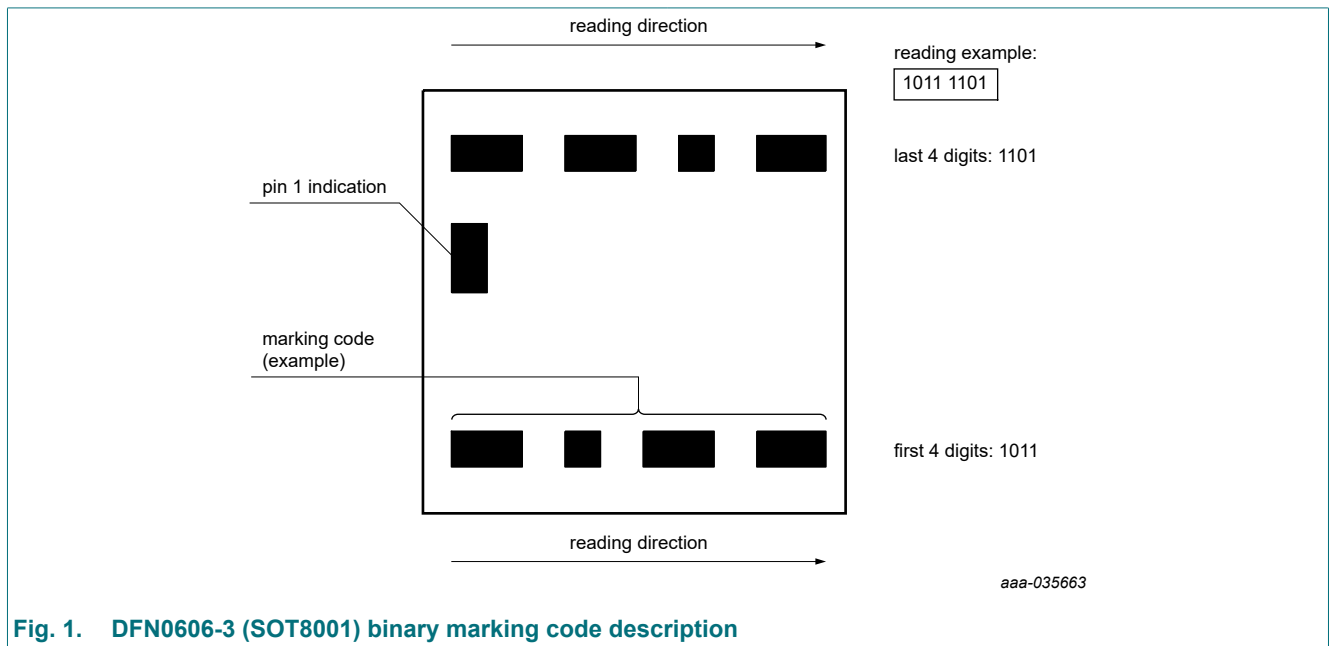 reading direction
reading example:
1011 1101
last 4 digits: 1101
pin 1 indication
marking code
(example)
first 4 digits: 1011
reading direction
aaa-035663
Fig. 1. DFN0606-3 (SOT8001) binary marking code description